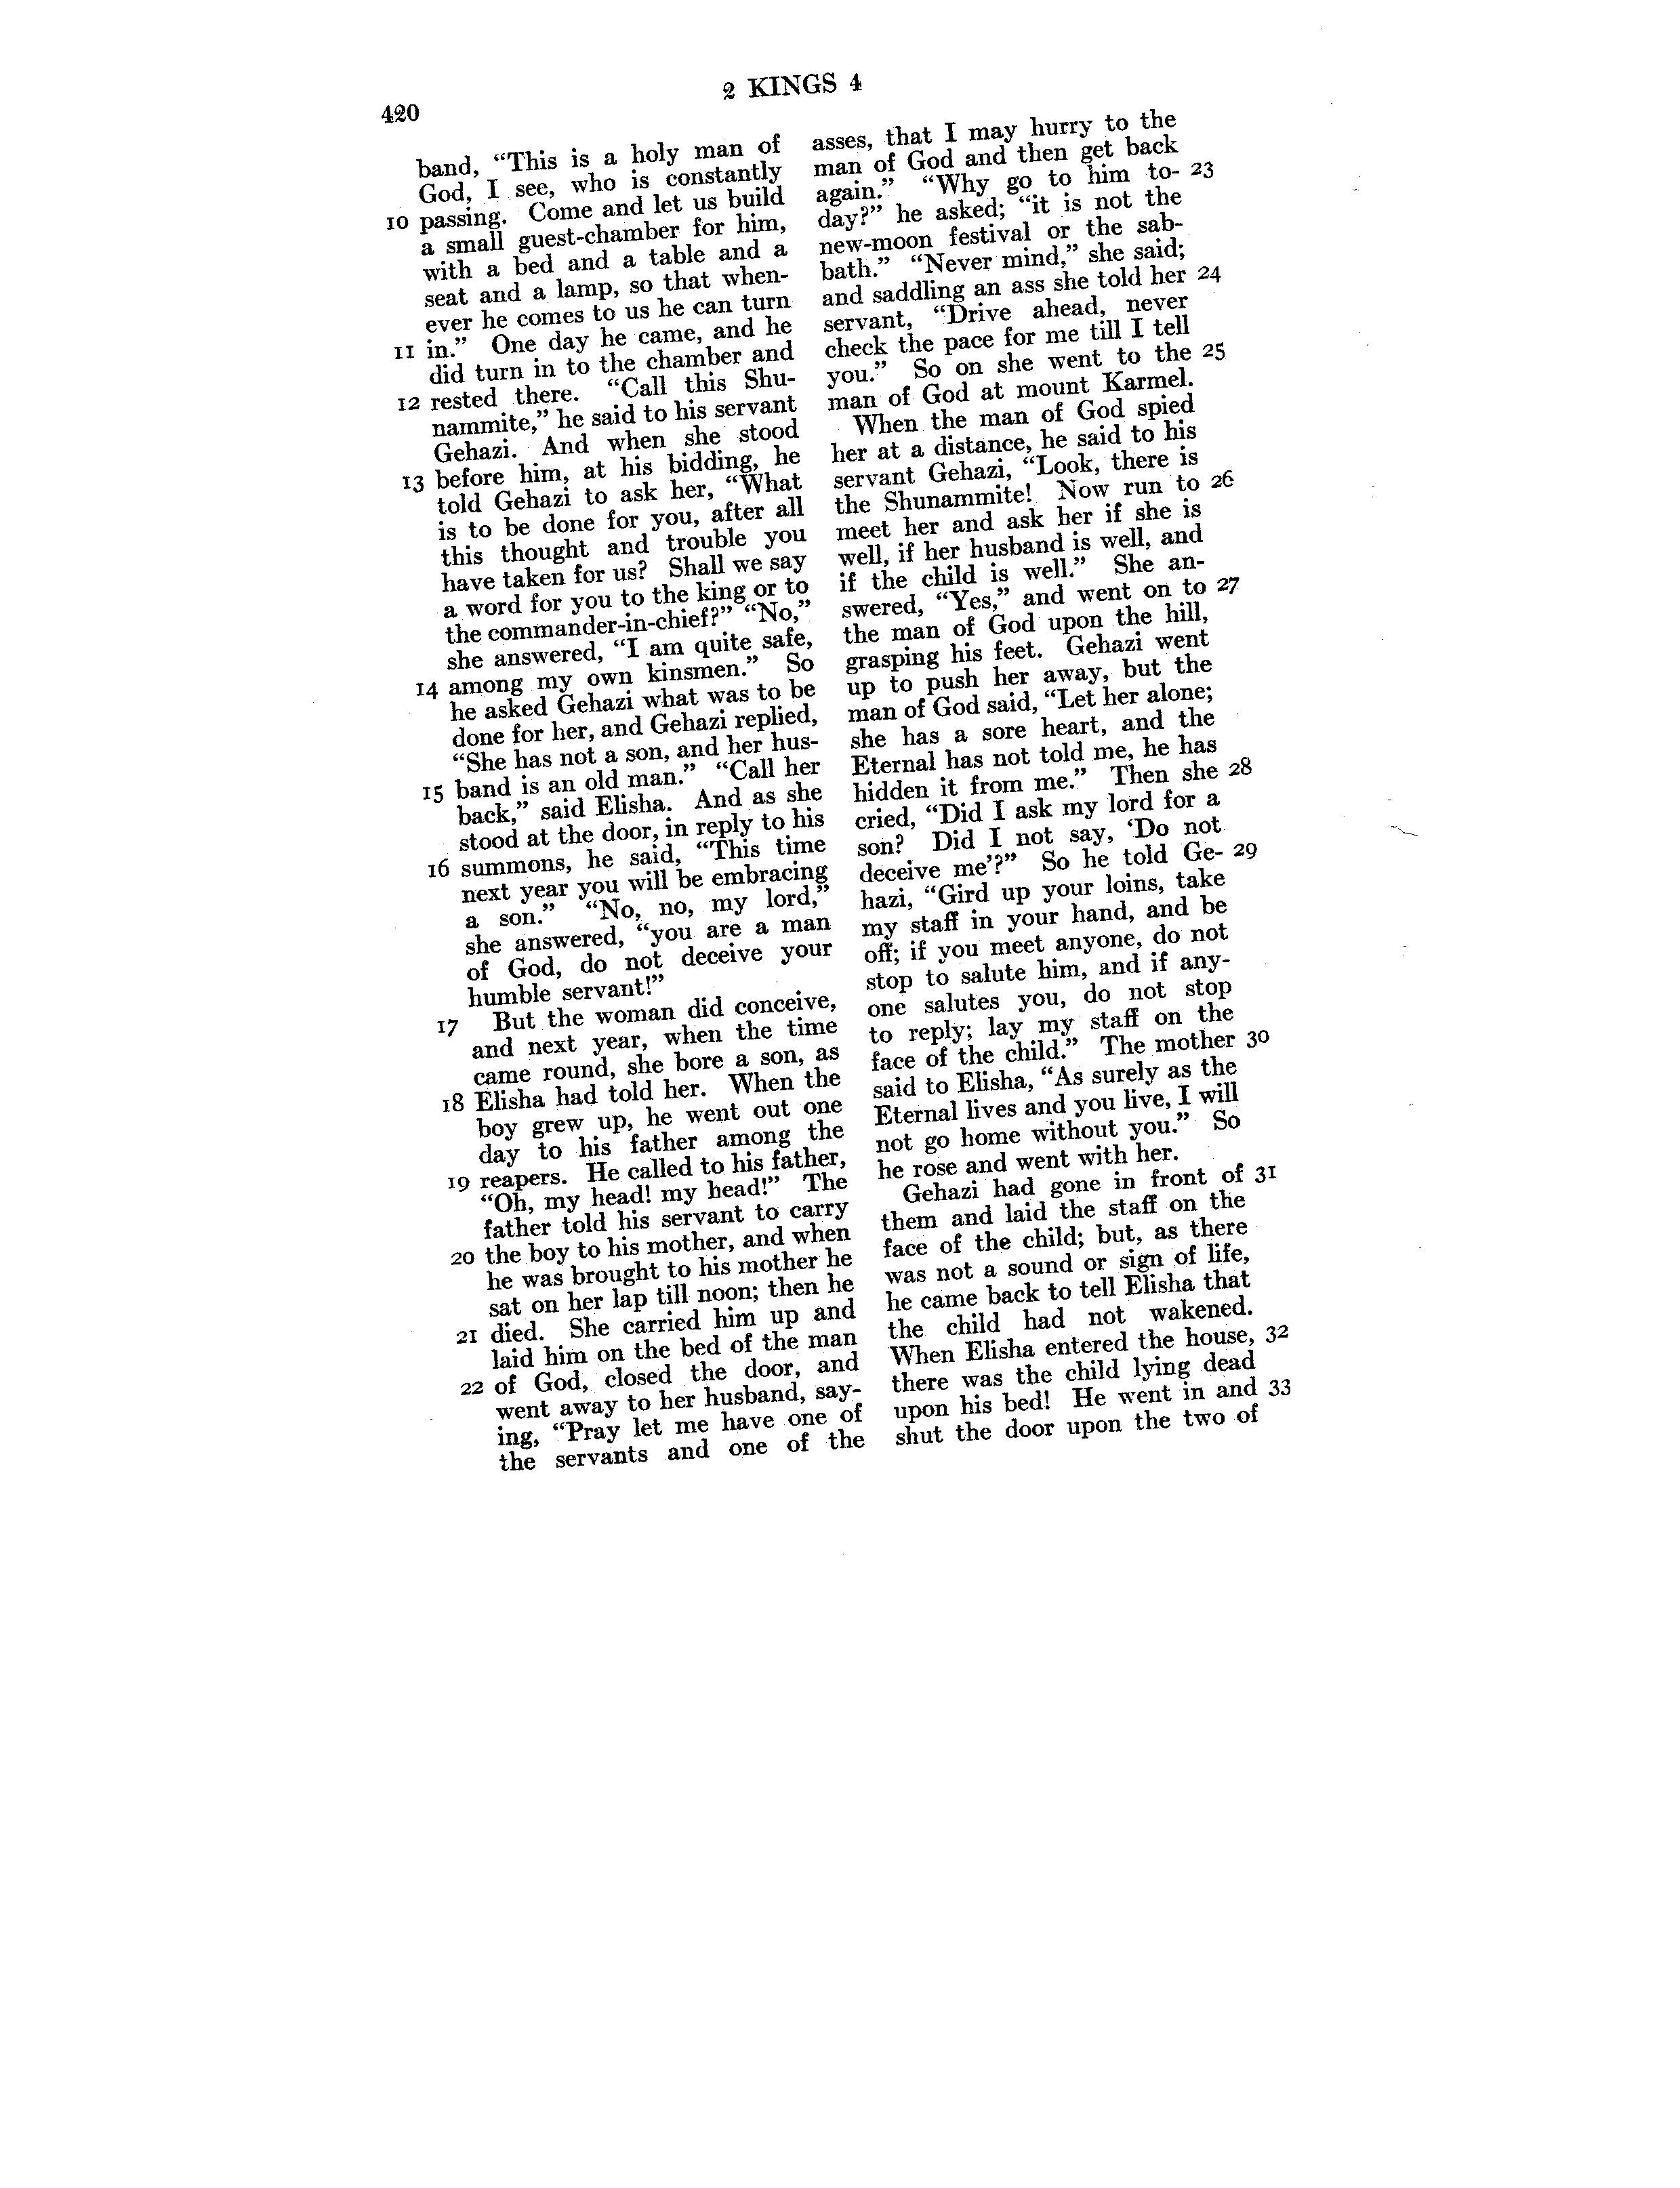 420
2 KINGS 4
band, “This is a holy man of
God, I see, who is constantly
10 passing. Come and let us build
a small guest-chamber for him,
with a bed and a table and a
seat and a lamp, so that when-
ever he comes to us he can turn
11 in.” One day he came, and he
did turn in to the chamber and
12 rested there. “Call this Shu-
nammite,” he said to his servant
Gehazi. And when she stood
13 before him, at his bidding, he
told Gehazi to ask her, “What
is to be done for you, after all
this thought and trouble you
have taken for us? Shall we say
a word for you to the king or to
the commander-in-chief?” “No,”
she answered, “I am quite safe,
14 among my own kinsmen.” So
he asked Gehazi what was to be
done for her, and Gehazi replied,
“She has not a son, and her hus-
15 band is an old man.” “Call her
back,” said Elisha. And as she
stood at the door, in reply to his
16 summons, he said, “This time
next year you will be embracing
a son.” “No, no, my lord,”
she answered, “you are a man
of God, do not deceive your
humble servant!”
17 But the woman did conceive,
and next year, when the time
came round, she bore a son, as
18 Elisha had told her. When the
boy grew up, he went out one
day to his father among the
19 reapers. He called to his father,
“Oh, my head! my head!” The
father told his servant to carry
20 the boy to his mother, and when
he was brought to his mother he
sat on her lap till noon; then he
21 died. She carried him up and
laid him on the bed of the man
22 of God, closed the door, and
went away to her husband, say-
ing, “Pray let me have one of
the servants and one of the
asses, that I may hurry to the
man of God and then get back
again.” “Why go to him to- 23
day?” he asked; “it is not the
new-moon festival or the sab-
bath.” “Never mind,” she said;
and saddling an ass she told her 24
servant, “Drive ahead, never
check the pace for me till I tell
you.” So on she went to the 25
man of God at mount Karmel.
When the man of God spied
her at a distance, he said to his
servant Gehazi, “Look, there is
the Shunammite! Now run to 26
meet her and ask her if she is
well, if her husband is well, and
if the child is well.” She an-
swered, “Yes,” and went on to 27
the man of God upon the hill,
grasping his feet. Gehazi went
up to push her away, but the
man of God said, “Let her alone;
she has a sore heart, and the
Eternal has not told me, he has
hidden it from me.” Then she 28
cried, “Did I ask my lord for a
son? Did I not say, ‘Do not
deceive me’?” So he told Ge- 29
hazi, “Gird up your loins, take
my staff in your hand, and be
off; if you meet anyone, do not
stop to salute him, and if any-
one salutes you, do not stop
to reply; lay my staff on the
face of the child.” The mother 30
said to Elisha, “As surely as the
Eternal lives and you live, I will
not go home without you.” So
he rose and went with her.
Gehazi had gone in front of 31
them and laid the staff on the
face of the child; but, as there
was not a sound or sign of life,
he came back to tell Elisha that
the child had not wakened.
When Elisha entered the house, 32
there was the child lying dead
upon his bed! He went in and 33
shut the door upon the two of